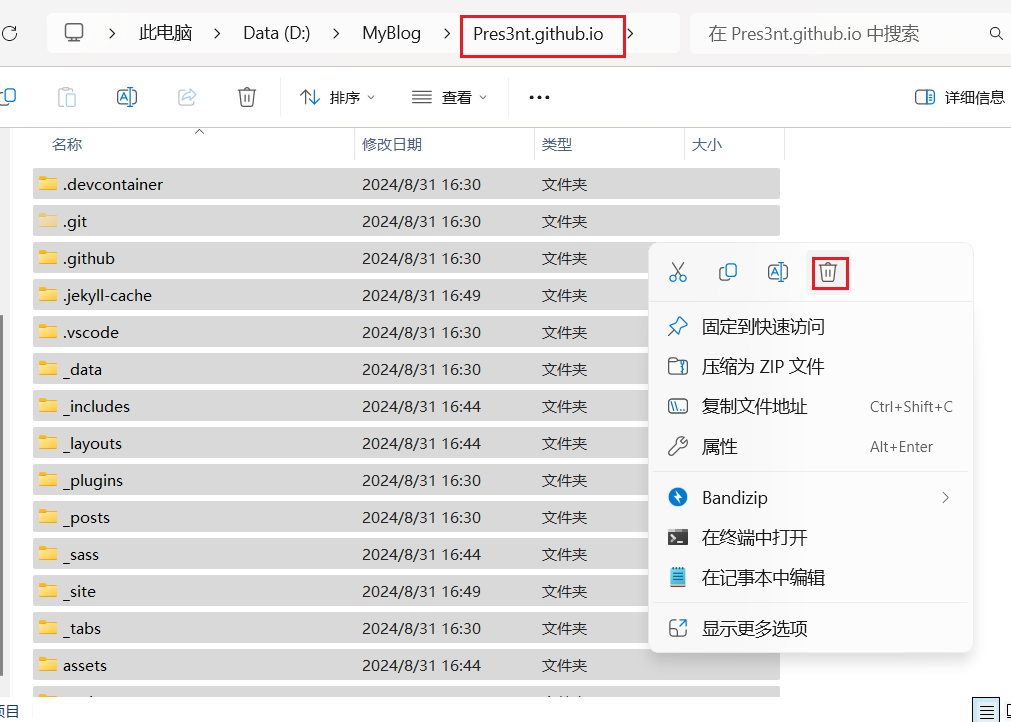 此电脑 Data (D:) MyBlog Pres3nt.github.io 在 Pres3nt.github.io 中搜索
排序 查看 详细信息
名称 修改日期 类型 大小
.devcontainer 2024/8/31 16:30 文件夹
.git 2024/8/31 16:30 文件夹
.github 2024/8/31 16:30 文件夹
.jekyll-cache 2024/8/31 16:49 文件夹
.vscode 2024/8/31 16:30 文件夹
_data 2024/8/31 16:30 文件夹
_includes 2024/8/31 16:44 文件夹
_layouts 2024/8/31 16:44 文件夹
_plugins 2024/8/31 16:30 文件夹
_posts 2024/8/31 16:30 文件夹
_sass 2024/8/31 16:44 文件夹
_site 2024/8/31 16:49 文件夹
_tabs 2024/8/31 16:30 文件夹
assets 2024/8/31 16:44 文件夹
固定到快速访问
压缩为 ZIP 文件
复制文件地址 Ctrl+Shift+C
属性 Alt+Enter
Bandizip
在终端中打开
在记事本中编辑
显示更多选项
项目